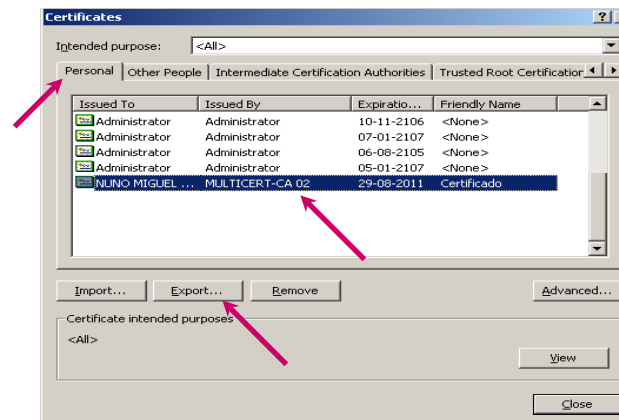 Certificates
Intended purpose: <All>
Personal Other People Intermediate Certification Authorities Trusted Root Certification
Issued To Issued By Expiratio... Friendly Name
Administrator Administrator 10-11-2106 <None>
Administrator Administrator 07-01-2107 <None>
Administrator Administrator 06-08-2105 <None>
Administrator Administrator 05-01-2107 <None>
NUNO MIGUEL ... MULTICERT-CA 02 29-08-2011 Certificado
Import... Export... Remove Advanced...
Certificate intended purposes
<All>
View
Close